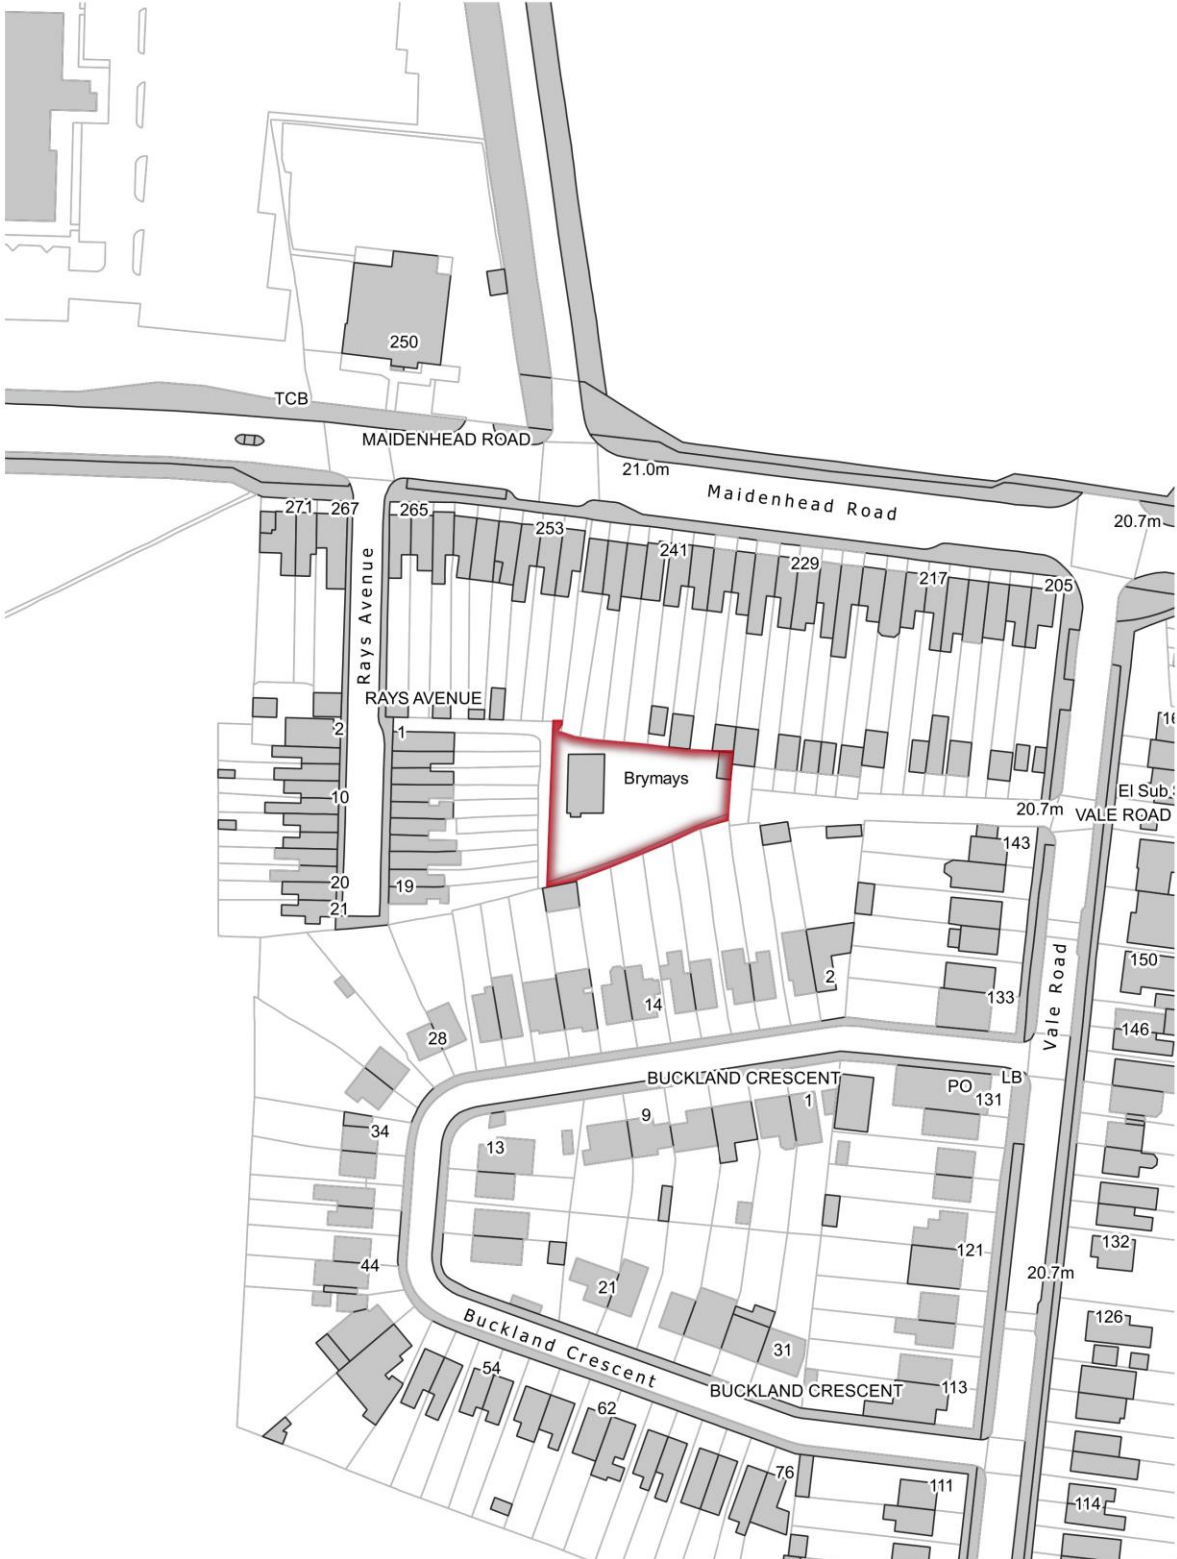 250
TCB
MAIDENHEAD ROAD
21.0m
Maidenhead Road
20.7m
271
267
265
253
241
229
217
205
Rays Avenue
RAYS AVENUE
2
1
10
20
21
19
Brymays
El Sub
20.7m
VALE ROAD
143
150
133
146
Vale Road
2
14
28
BUCKLAND CRESCENT
PO
LB
131
1
9
13
34
44
121
132
20.7m
21
126
31
Buckland Crescent
BUCKLAND CRESCENT
113
54
62
76
111
114